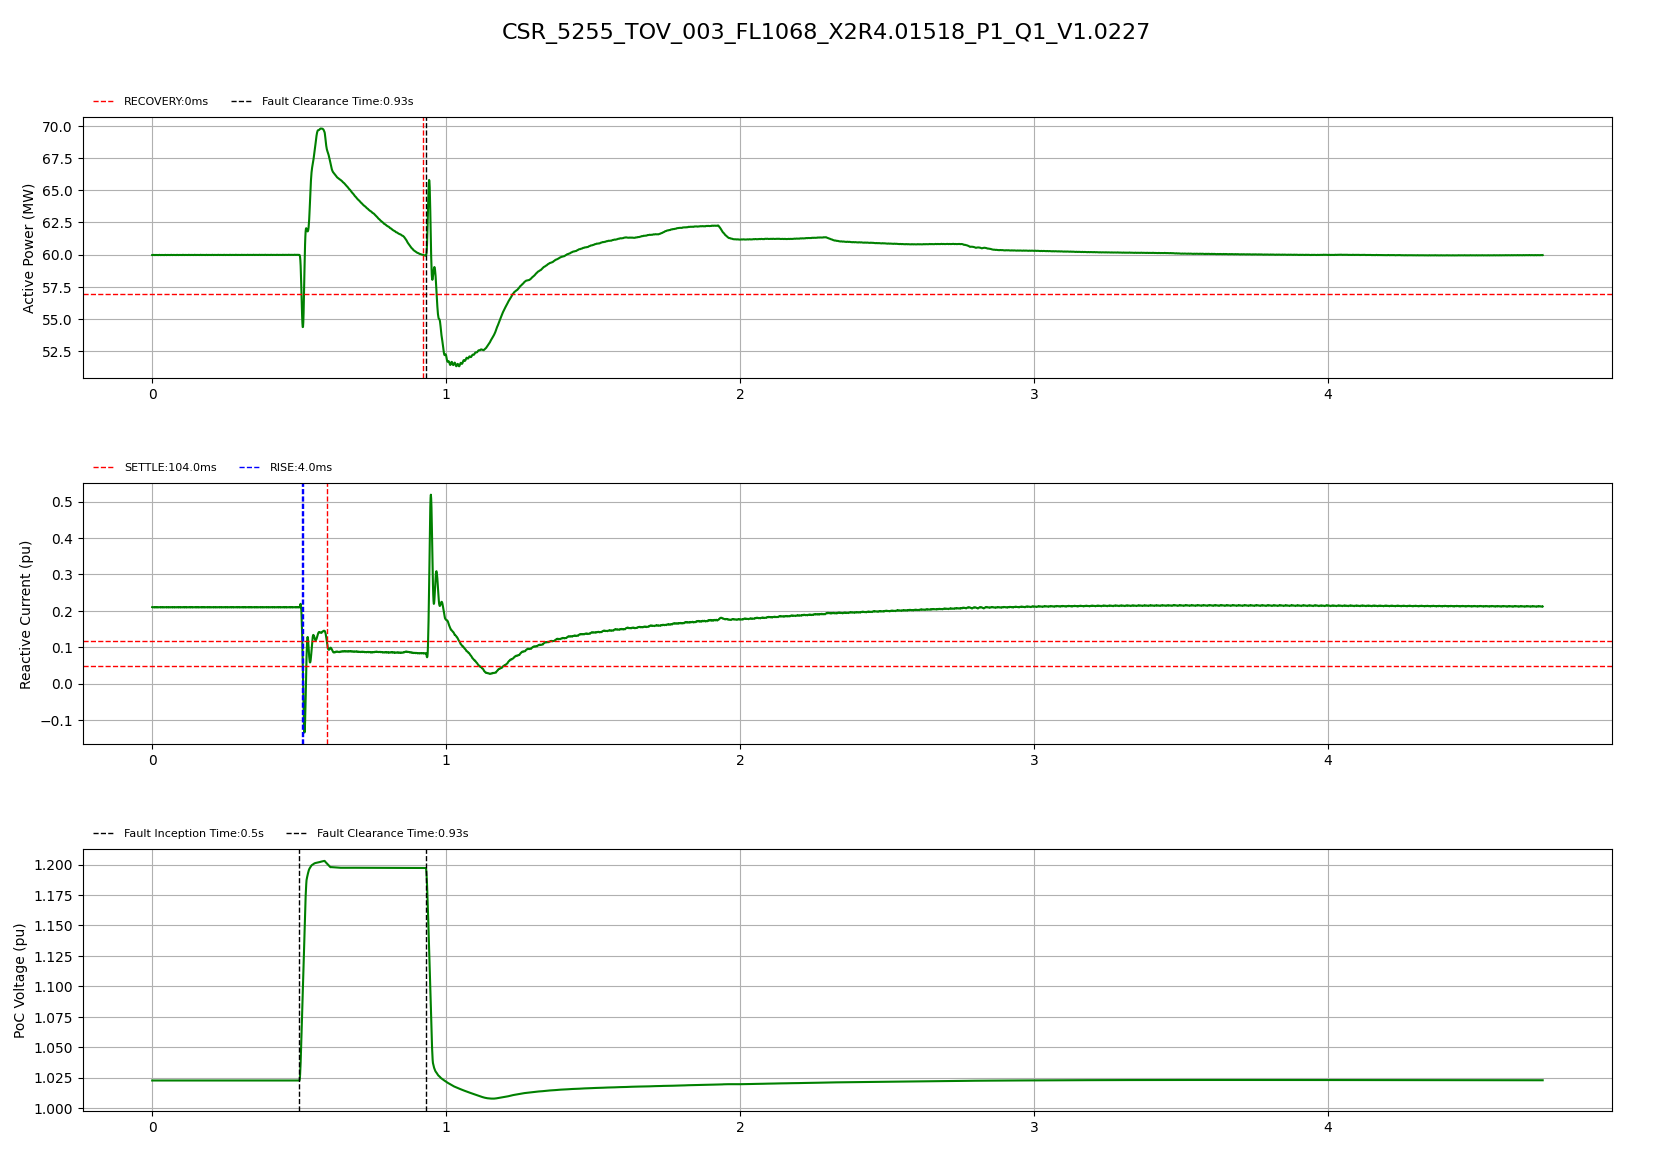 CSR_5255_TOV_003_FL1068_X2R4.01518_P1_Q1_V1.0227
RECOVERY:0ms Fault Clearance Time:0.93s
Active Power (MW)
70.0
67.5
65.0
62.5
60.0
57.5
55.0
52.5
0 1 2 3 4
SETTLE:104.0ms RISE:4.0ms
Reactive Current (pu)
0.5
0.4
0.3
0.2
0.1
0.0
−0.1
0 1 2 3 4
Fault Inception Time:0.5s Fault Clearance Time:0.93s
PoC Voltage (pu)
1.200
1.175
1.150
1.125
1.100
1.075
1.050
1.025
1.000
0 1 2 3 4